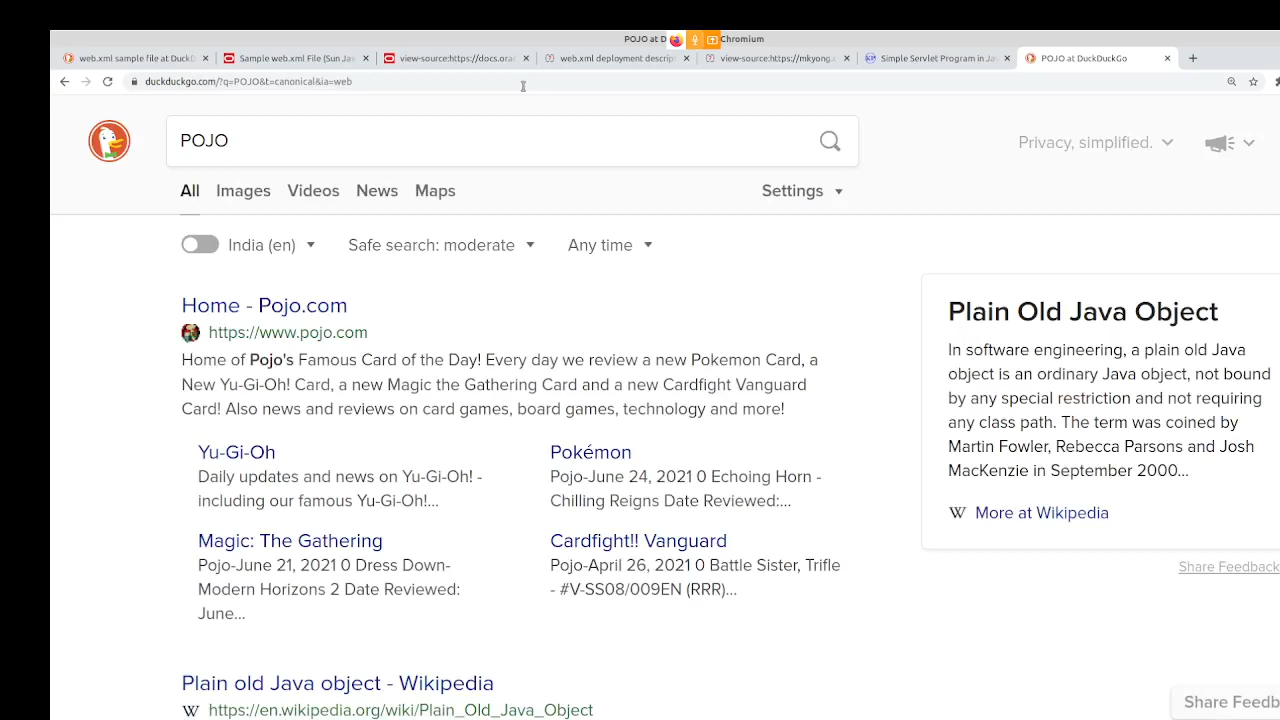 POJO at D Chromium
web.xml sample file at DuckD
Sample web.xml File (Sun Jav
view-source:https://docs.orac
web.xml deployment descript
view-source:https://mkyong.c
Simple Servlet Program in Jav
POJO at DuckDuckGo
duckduckgo.com/?q=POJO&t=canonical&ia=web
POJO
Privacy, simplified.
All Images Videos News Maps Settings
India (en) Safe search: moderate Any time
Home - Pojo.com
https://www.pojo.com
Home of Pojo's Famous Card of the Day! Every day we review a new Pokemon Card, a
New Yu-Gi-Oh! Card, a new Magic the Gathering Card and a new Cardfight Vanguard
Card! Also news and reviews on card games, board games, technology and more!
Yu-Gi-Oh
Daily updates and news on Yu-Gi-Oh! -
including our famous Yu-Gi-Oh!...
Pokémon
Pojo-June 24, 2021 0 Echoing Horn -
Chilling Reigns Date Reviewed:...
Magic: The Gathering
Pojo-June 21, 2021 0 Dress Down-
Modern Horizons 2 Date Reviewed:
June...
Cardfight!! Vanguard
Pojo-April 26, 2021 0 Battle Sister, Trifle
- #V-SS08/009EN (RRR)...
Plain old Java object - Wikipedia
W https://en.wikipedia.org/wiki/Plain_Old_Java_Object
Plain Old Java Object
In software engineering, a plain old Java
object is an ordinary Java object, not bound
by any special restriction and not requiring
any class path. The term was coined by
Martin Fowler, Rebecca Parsons and Josh
MacKenzie in September 2000...
W More at Wikipedia
Share Feedback
Share Feedb